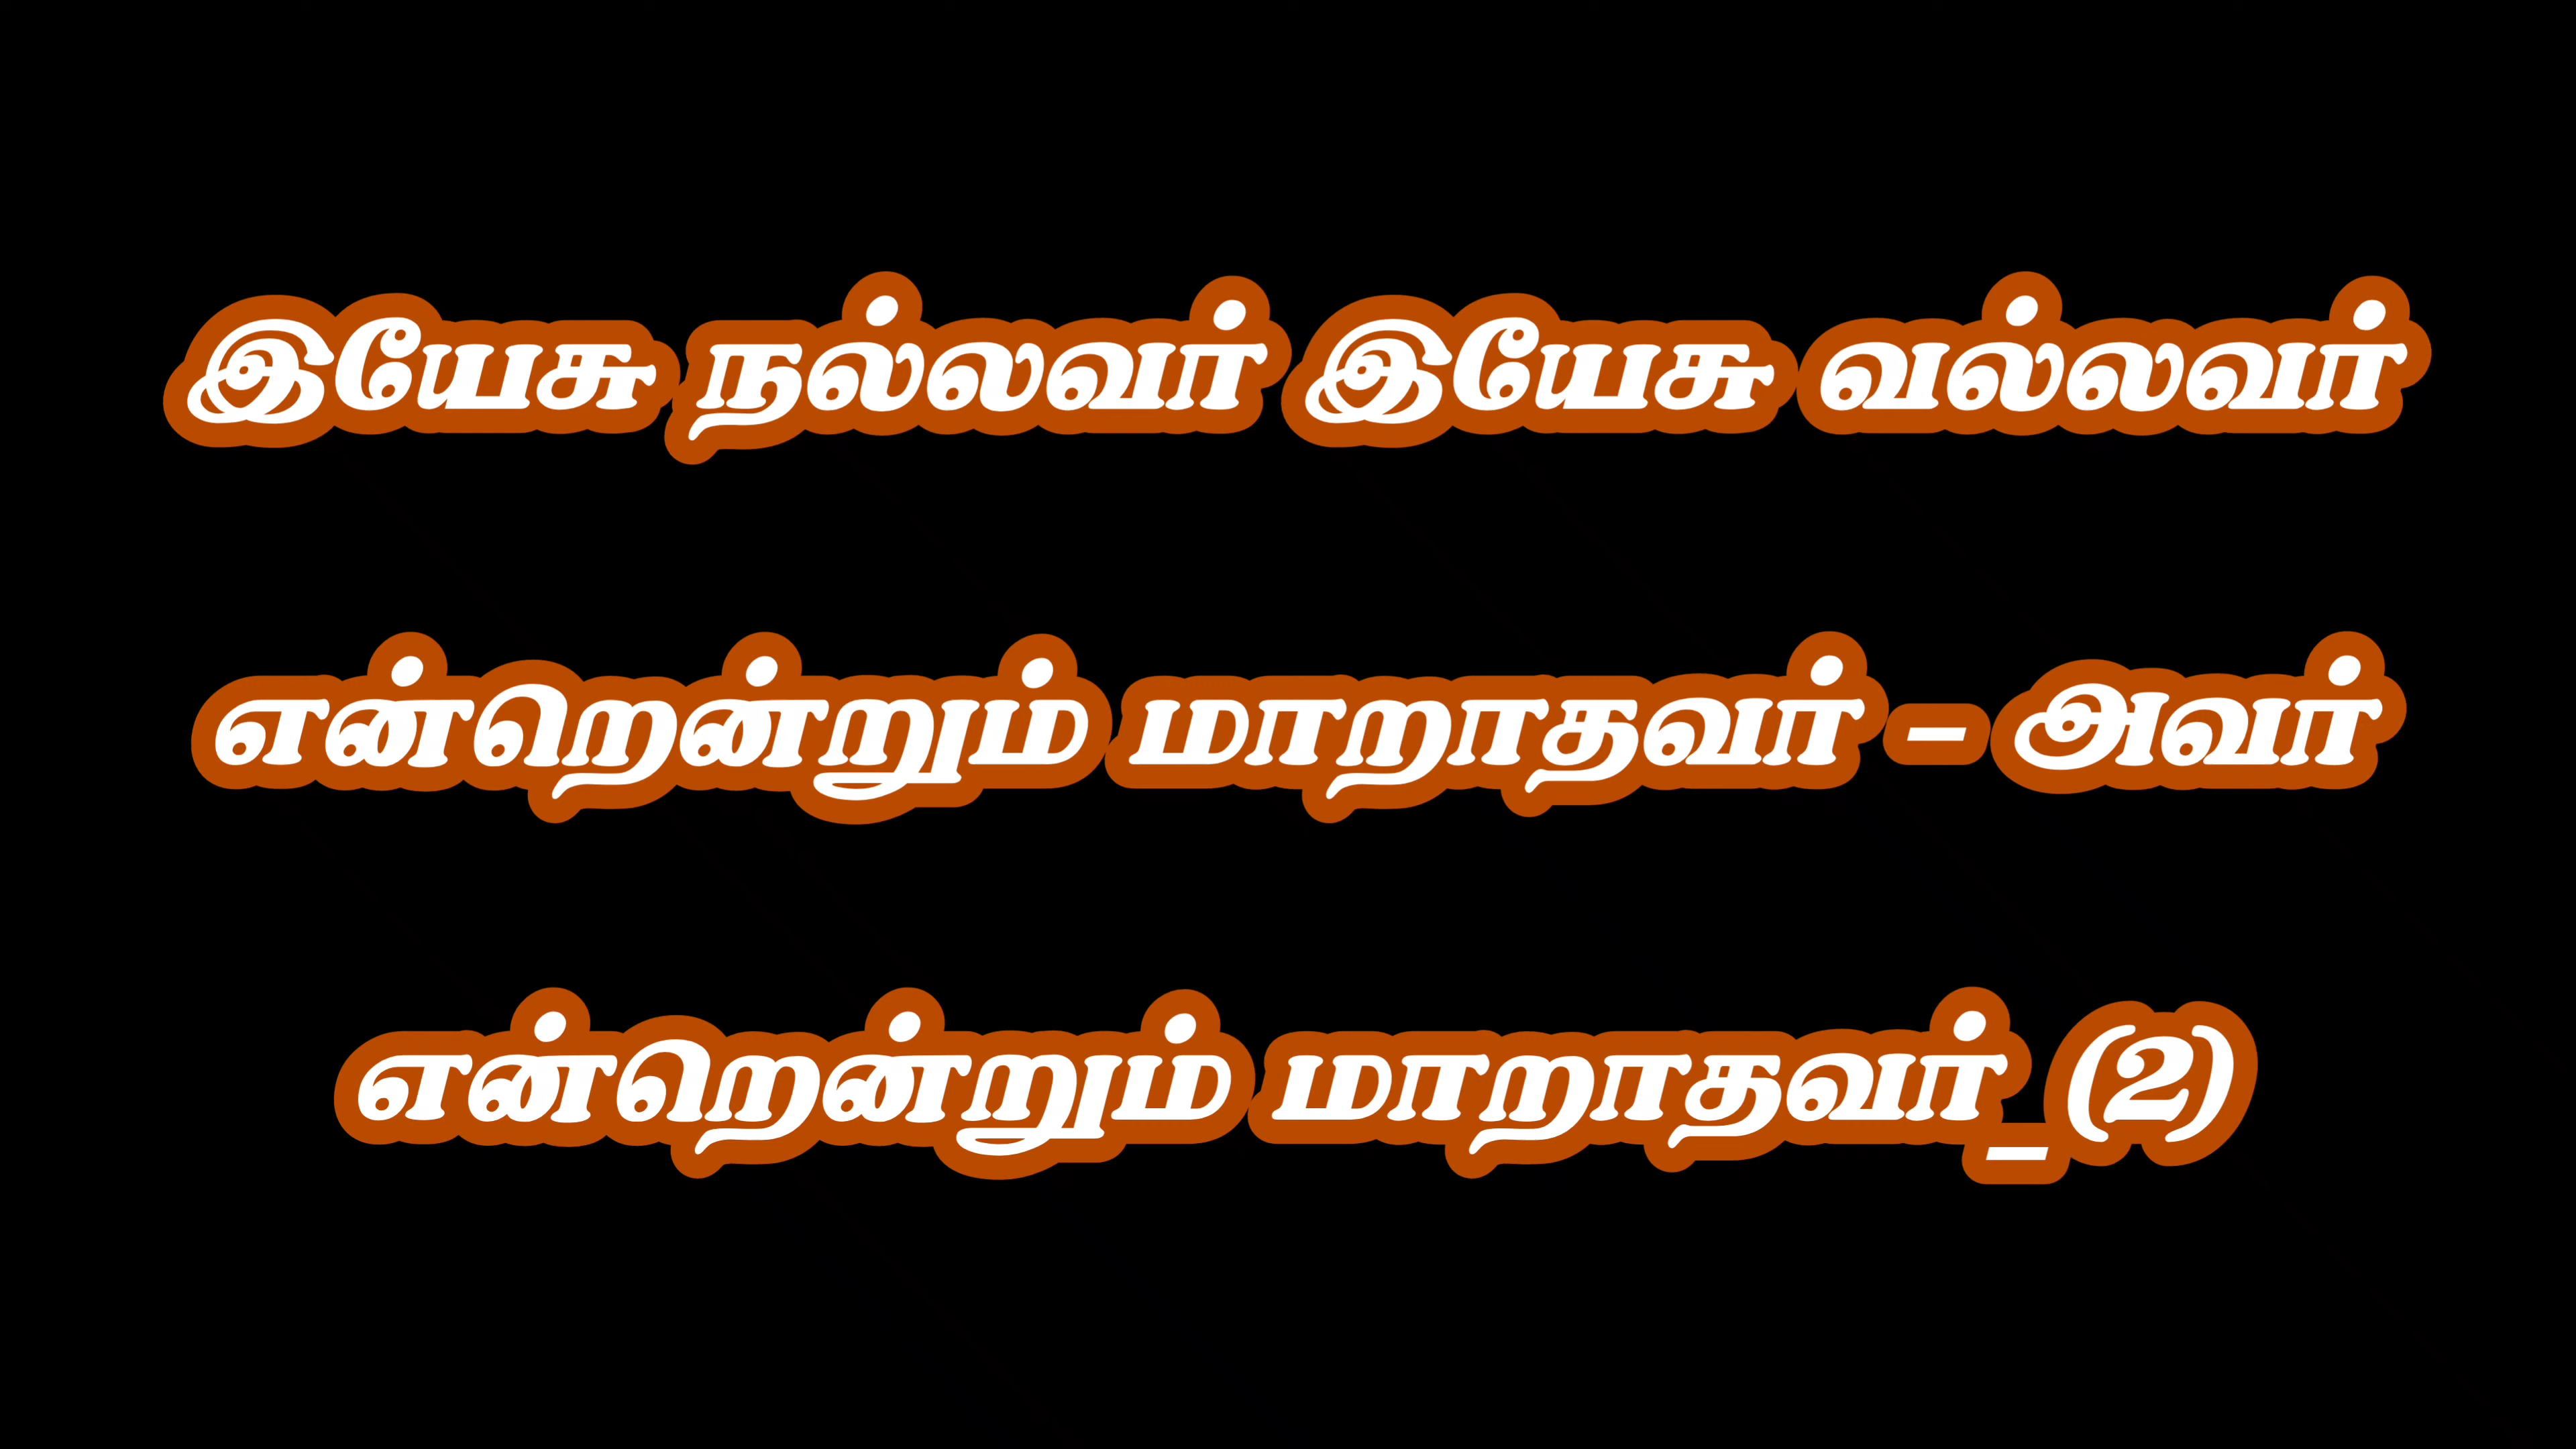 இயேசு நல்லவர் இயேசு வல்லவர்
என்றென்றும் மாறாதவர் – அவர்
என்றென்றும் மாறாதவர்_(2)